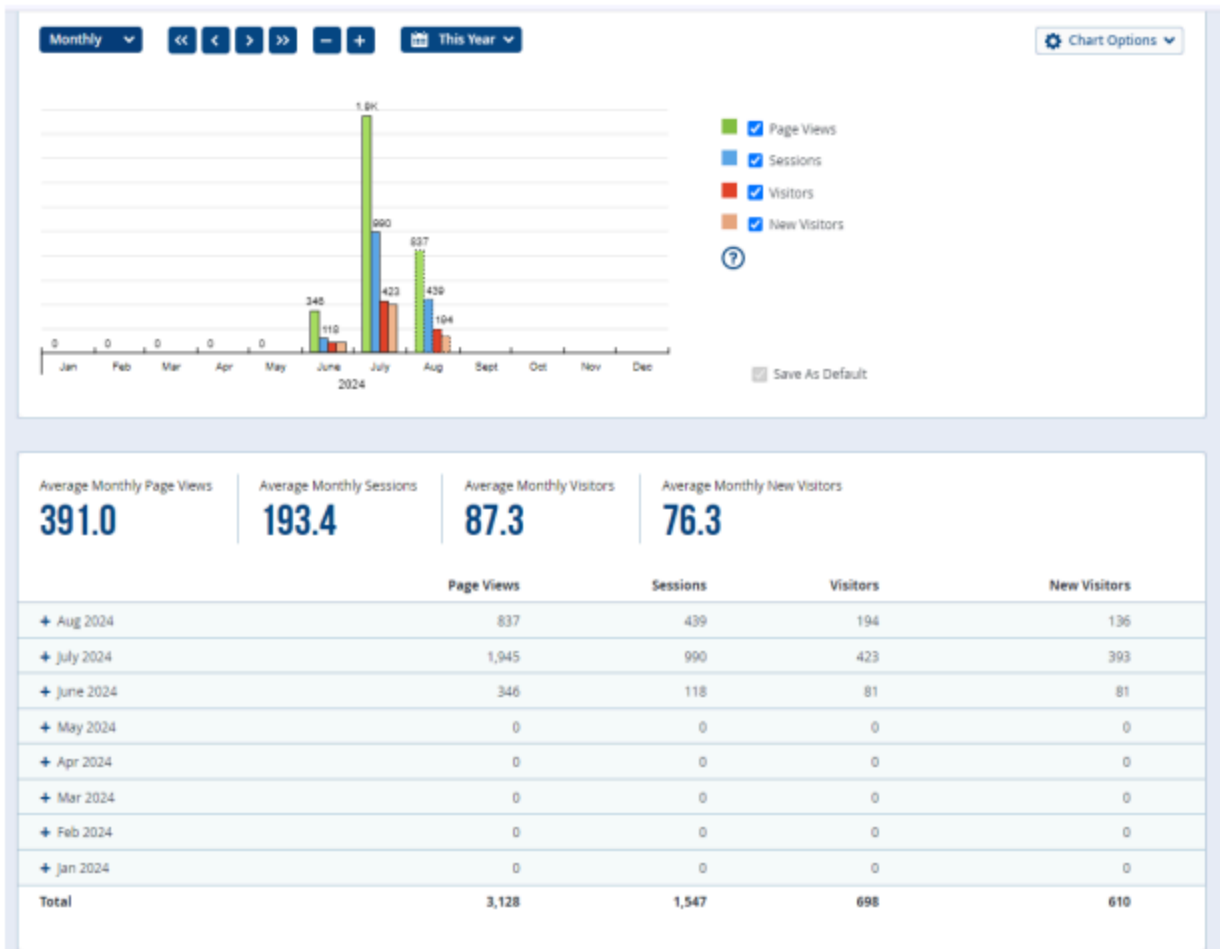 Monthly << < > >> - + This Year Chart Options
1.9K
Page Views
Sessions
Visitors
990
New Visitors
837
?
423 439
346
118 194
0 0 0 0 0
Jan Feb Mar Apr May June July Aug Sept Oct Nov Dec
2024
Save As Default
Average Monthly Page Views Average Monthly Sessions Average Monthly Visitors Average Monthly New Visitors
391.0 193.4 87.3 76.3
Page Views Sessions Visitors New Visitors
+ Aug 2024 837 439 194 136
+ July 2024 1,945 990 423 393
+ June 2024 346 118 81 81
+ May 2024 0 0 0 0
+ Apr 2024 0 0 0 0
+ Mar 2024 0 0 0 0
+ Feb 2024 0 0 0 0
+ Jan 2024 0 0 0 0
Total 3,128 1,547 698 610